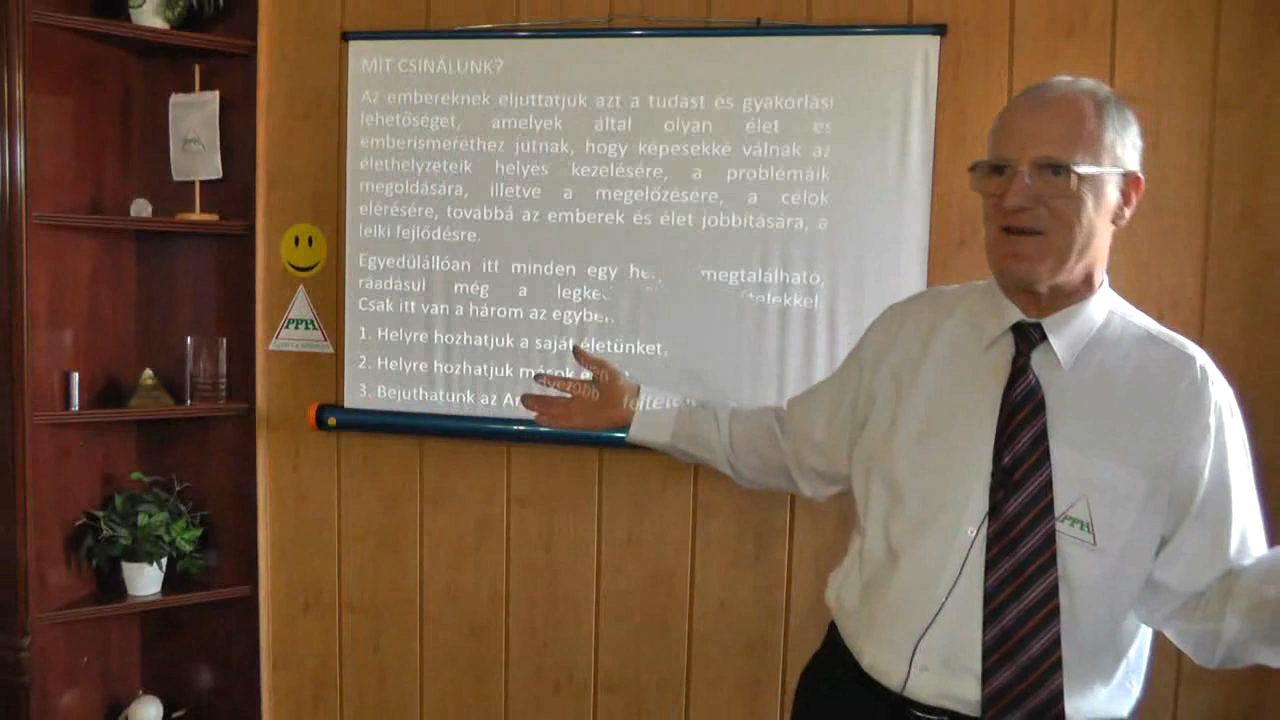 MIT CSINÁLUNK?
Az embereknek eljuttatjuk azt a tudást és gyakorlási
lehetőséget, amelyek által olyan élet és
emberismerethez jutnak, hogy képesekké válnak az
élethelyzeteik helyes kezelésére, a problémáik
megoldására, illetve a megelőzésére, a célok
elérésére, továbbá az emberek és élet jobbítására, a
lelki fejlődésre.
Egyedülállóan itt minden egy megtalálható,
ráadásul még a
Csak itt van a három az egyben.
1. Helyre hozhatjuk a saját életünket.
2. Helyre hozhatjuk mások
3. Bejuthatunk az
PPH
PPH